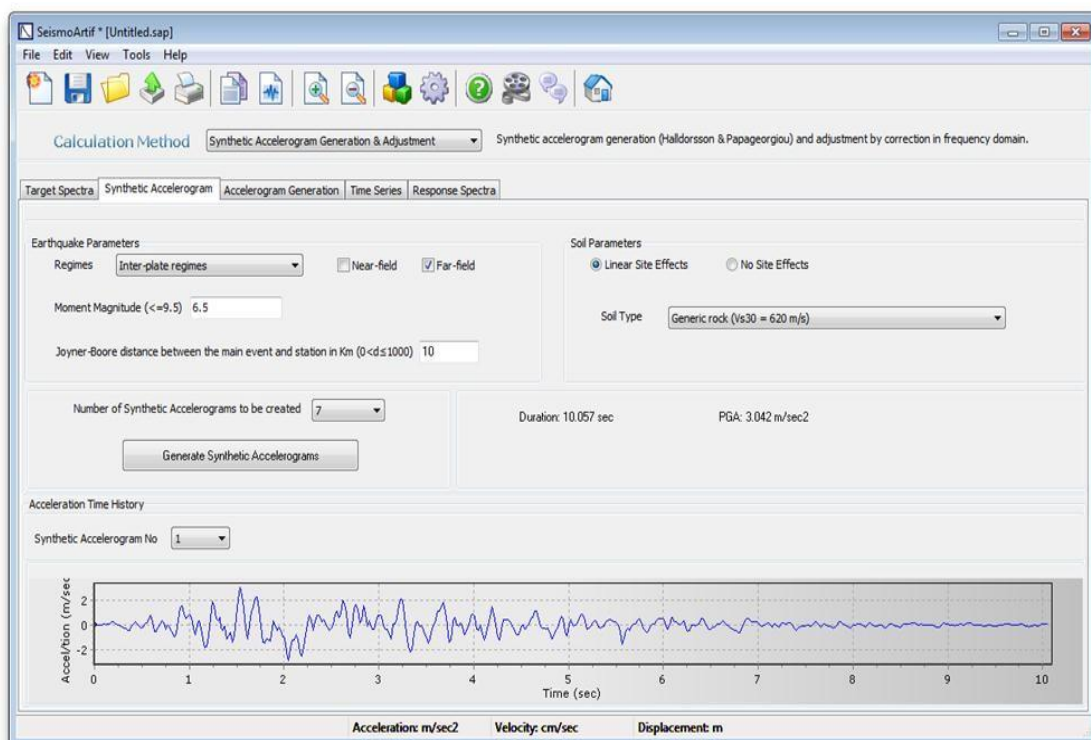 SeismoArtif * [Untitled.sap]
File Edit View Tools Help
Calculation Method Synthetic Accelerogram Generation & Adjustment Synthetic accelerogram generation (Halldorsson & Papageorgiou) and adjustment by correction in frequency domain.
Target Spectra Synthetic Accelerogram Accelerogram Generation Time Series Response Spectra
Earthquake Parameters
Regimes Inter-plate regimes Near-field Far-field
Moment Magnitude (<=9.5) 6.5
Joyner-Boore distance between the main event and station in Km (0<d≤1000) 10
Soil Parameters
Linear Site Effects No Site Effects
Soil Type Generic rock (Vs30 = 620 m/s)
Number of Synthetic Accelerograms to be created 7
Generate Synthetic Accelerograms
Duration: 10.057 sec PGA: 3.042 m/sec2
Acceleration Time History
Synthetic Accelerogram No 1
Accel/tion (m/sec
2
0
-2
0 1 2 3 4 5 6 7 8 9 10
Time (sec)
Acceleration: m/sec2 Velocity: cm/sec Displacement: m